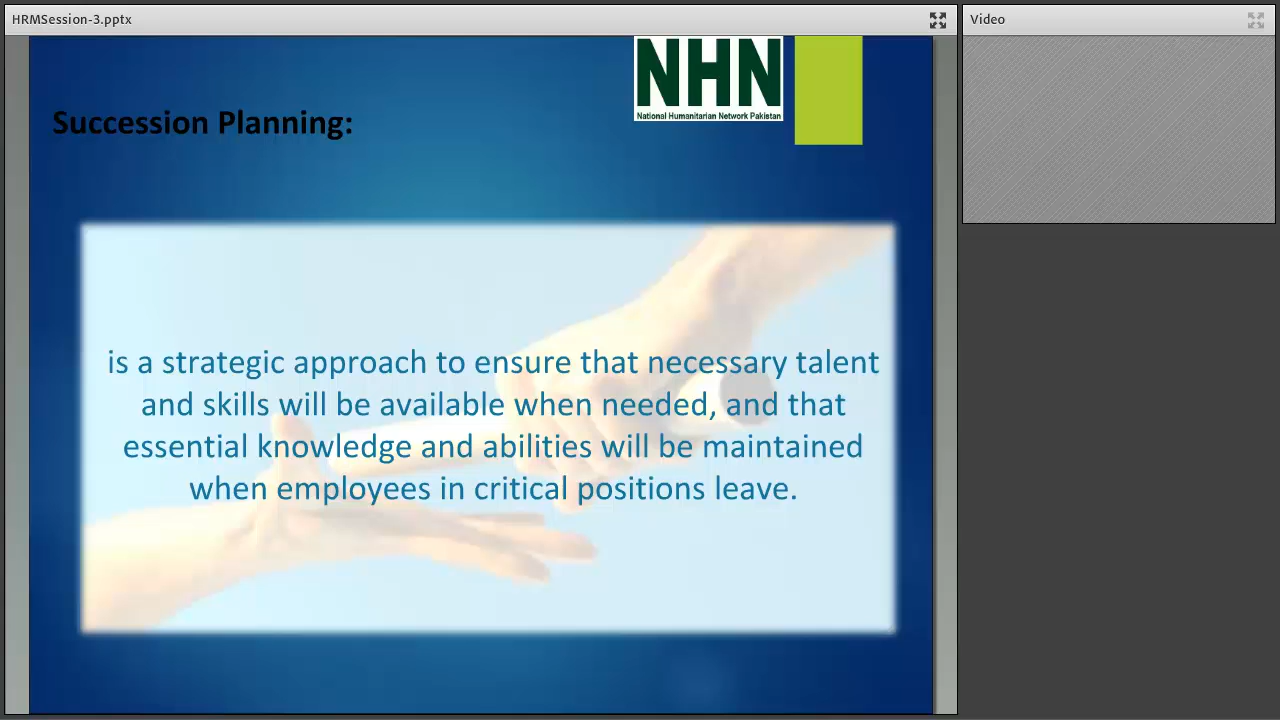 HRMSession-3.pptx
Video
NHN
National Humanitarian Network Pakistan
Succession Planning:
is a strategic approach to ensure that necessary talent
and skills will be available when needed, and that
essential knowledge and abilities will be maintained
when employees in critical positions leave.